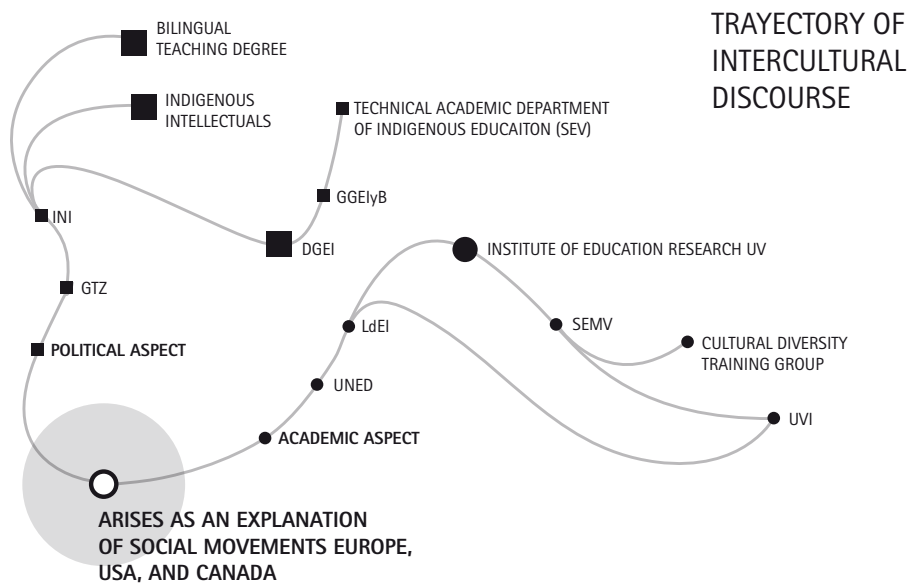 TRAYECTORY OF
INTERCULTURAL
DISCOURSE
BILINGUAL
TEACHING DEGREE
INDIGENOUS
INTELLECTUALS
TECHNICAL ACADEMIC DEPARTMENT
OF INDIGENOUS EDUCAITON (SEV)
GGEIyB
INI
DGEI
INSTITUTE OF EDUCATION RESEARCH UV
GTZ
LdEI
SEMV
POLITICAL ASPECT
CULTURAL DIVERSITY
TRAINING GROUP
UNED
UVI
ACADEMIC ASPECT
ARISES AS AN EXPLANATION
OF SOCIAL MOVEMENTS EUROPE,
USA, AND CANADA